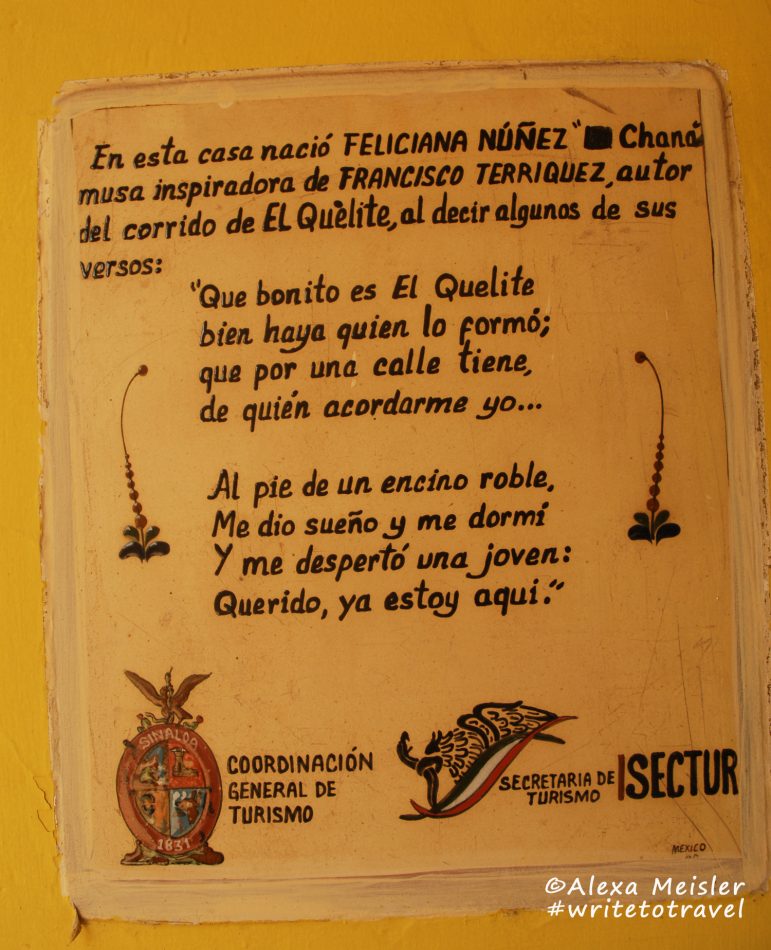 En esta casa nació FELICIANA NÚÑEZ " Chaná
musa inspiradora de FRANCISCO TERRIQUEZ, autor
del corrido de EL Quèlite, al decir algunos de sus
versos:
"Que bonito es El Quelite
bien haya quien lo formó;
que por una calle tiene,
de quién acordarme yo...
Al pie de un encino roble,
Me dio sueño y me dormí
Y me despertó una joven:
Querido, ya estoy aquí."
SINALOA
1831
COORDINACIÓN
GENERAL DE
TURISMO
SECRETARIA DE
TURISMO
SECTUR
MEXICO
©Alexa Meisler
#writetotravel